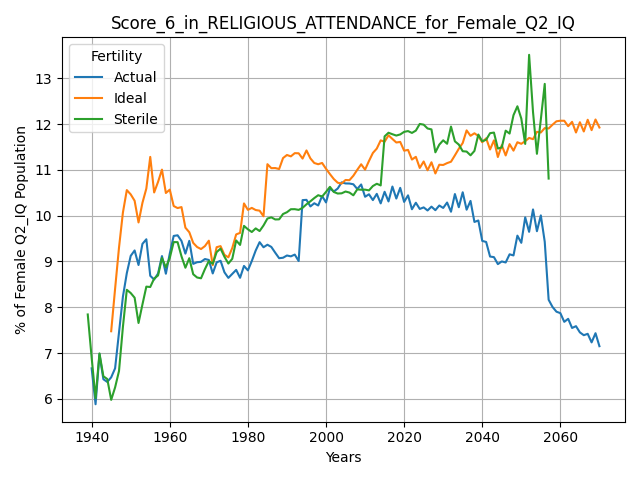 Score_6_in_RELIGIOUS_ATTENDANCE_for_Female_Q2_IQ
Fertility
Actual
Ideal
Sterile
% of Female Q2_IQ Population
13
12
11
10
9
8
7
6
1940 1960 1980 2000 2020 2040 2060
Years